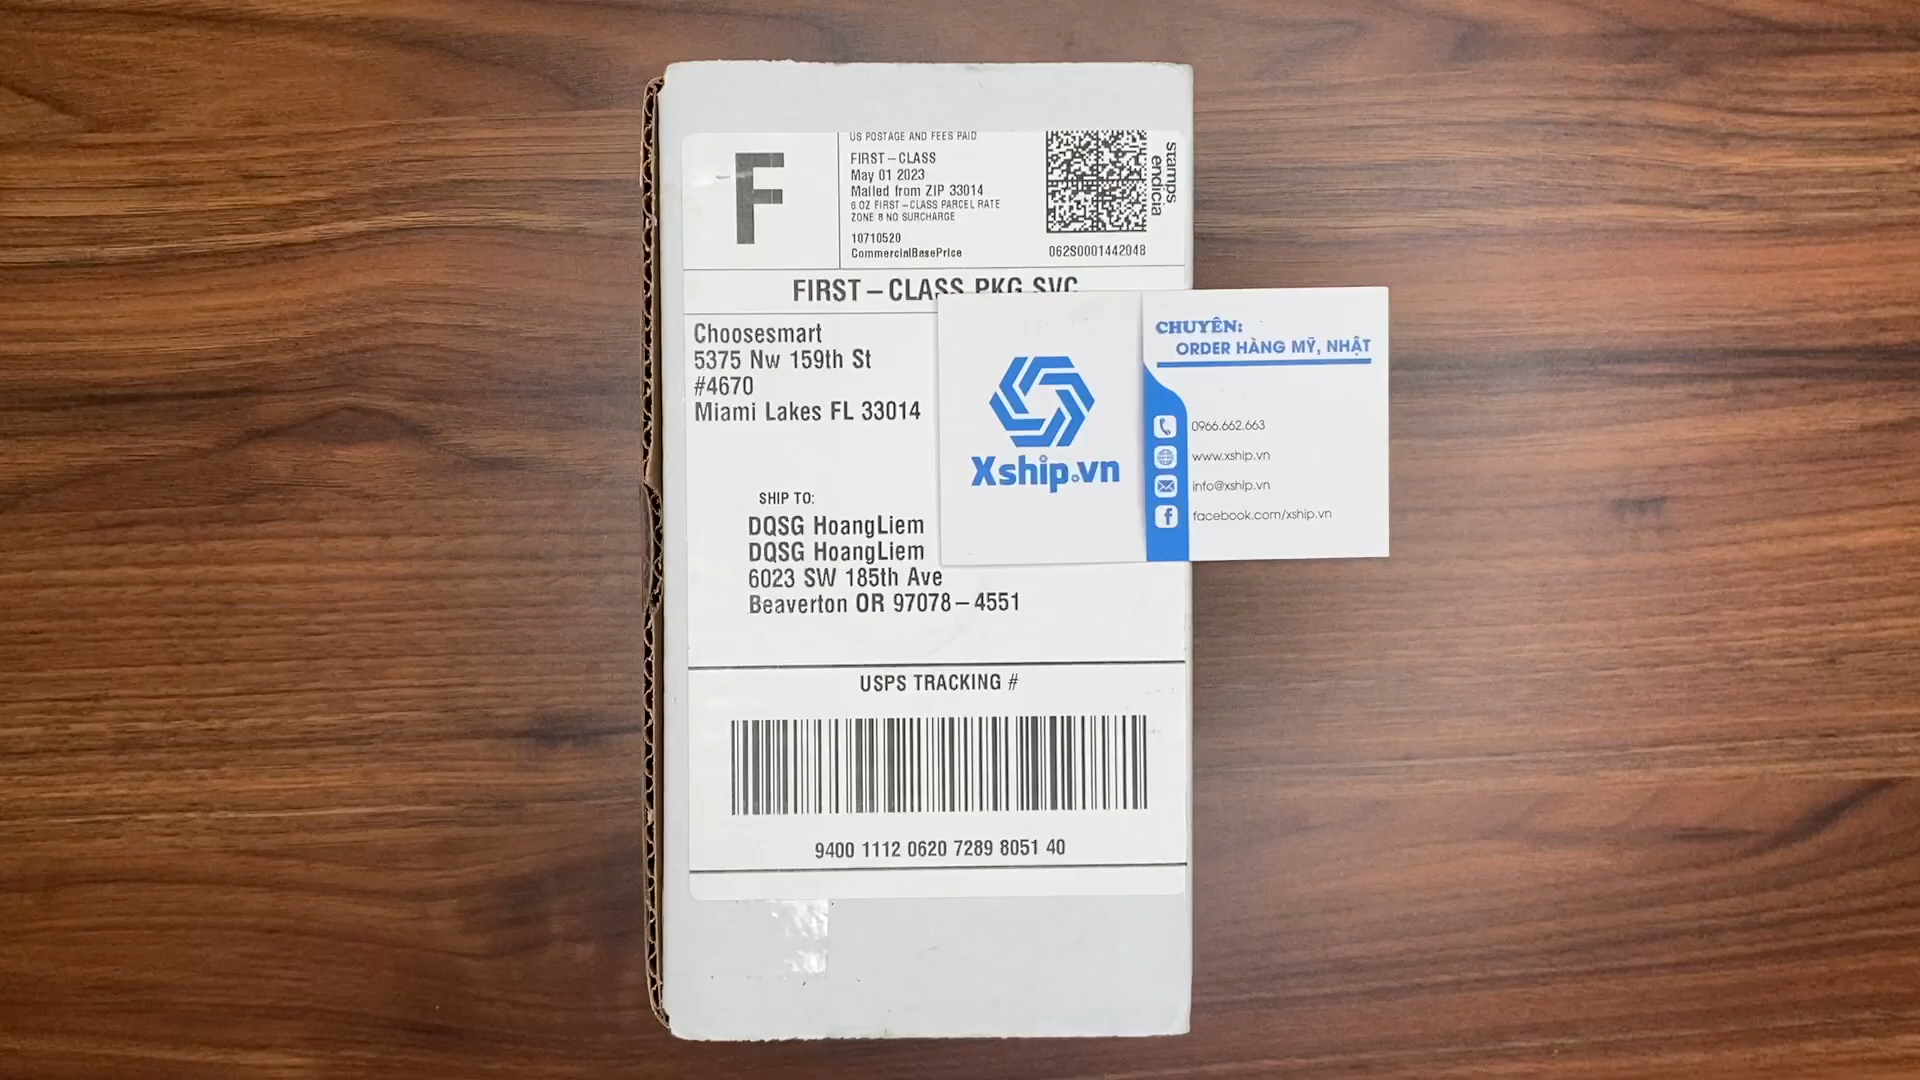 F
US POSTAGE AND FEES PAID
FIRST-CLASS
May 01 2023
Mailed from ZIP 33014
6 OZ FIRST-CLASS PARCEL RATE
ZONE 8 NO SURCHARGE
10710520
CommercialBasePrice
stamps
endicia
062S0001442048
FIRST-CLASS PKG SVC
Choosesmart
5375 Nw 159th St
#4670
Miami Lakes FL 33014
SHIP TO:
DQSG HoangLiem
DQSG HoangLiem
6023 SW 185th Ave
Beaverton OR 97078-4551
USPS TRACKING #
9400 1112 0620 7289 8051 40
Xship.vn
CHUYÊN:
ORDER HÀNG MỸ, NHẬT
0966.662.663
www.xship.vn
info@xship.vn
facebook.com/xship.vn